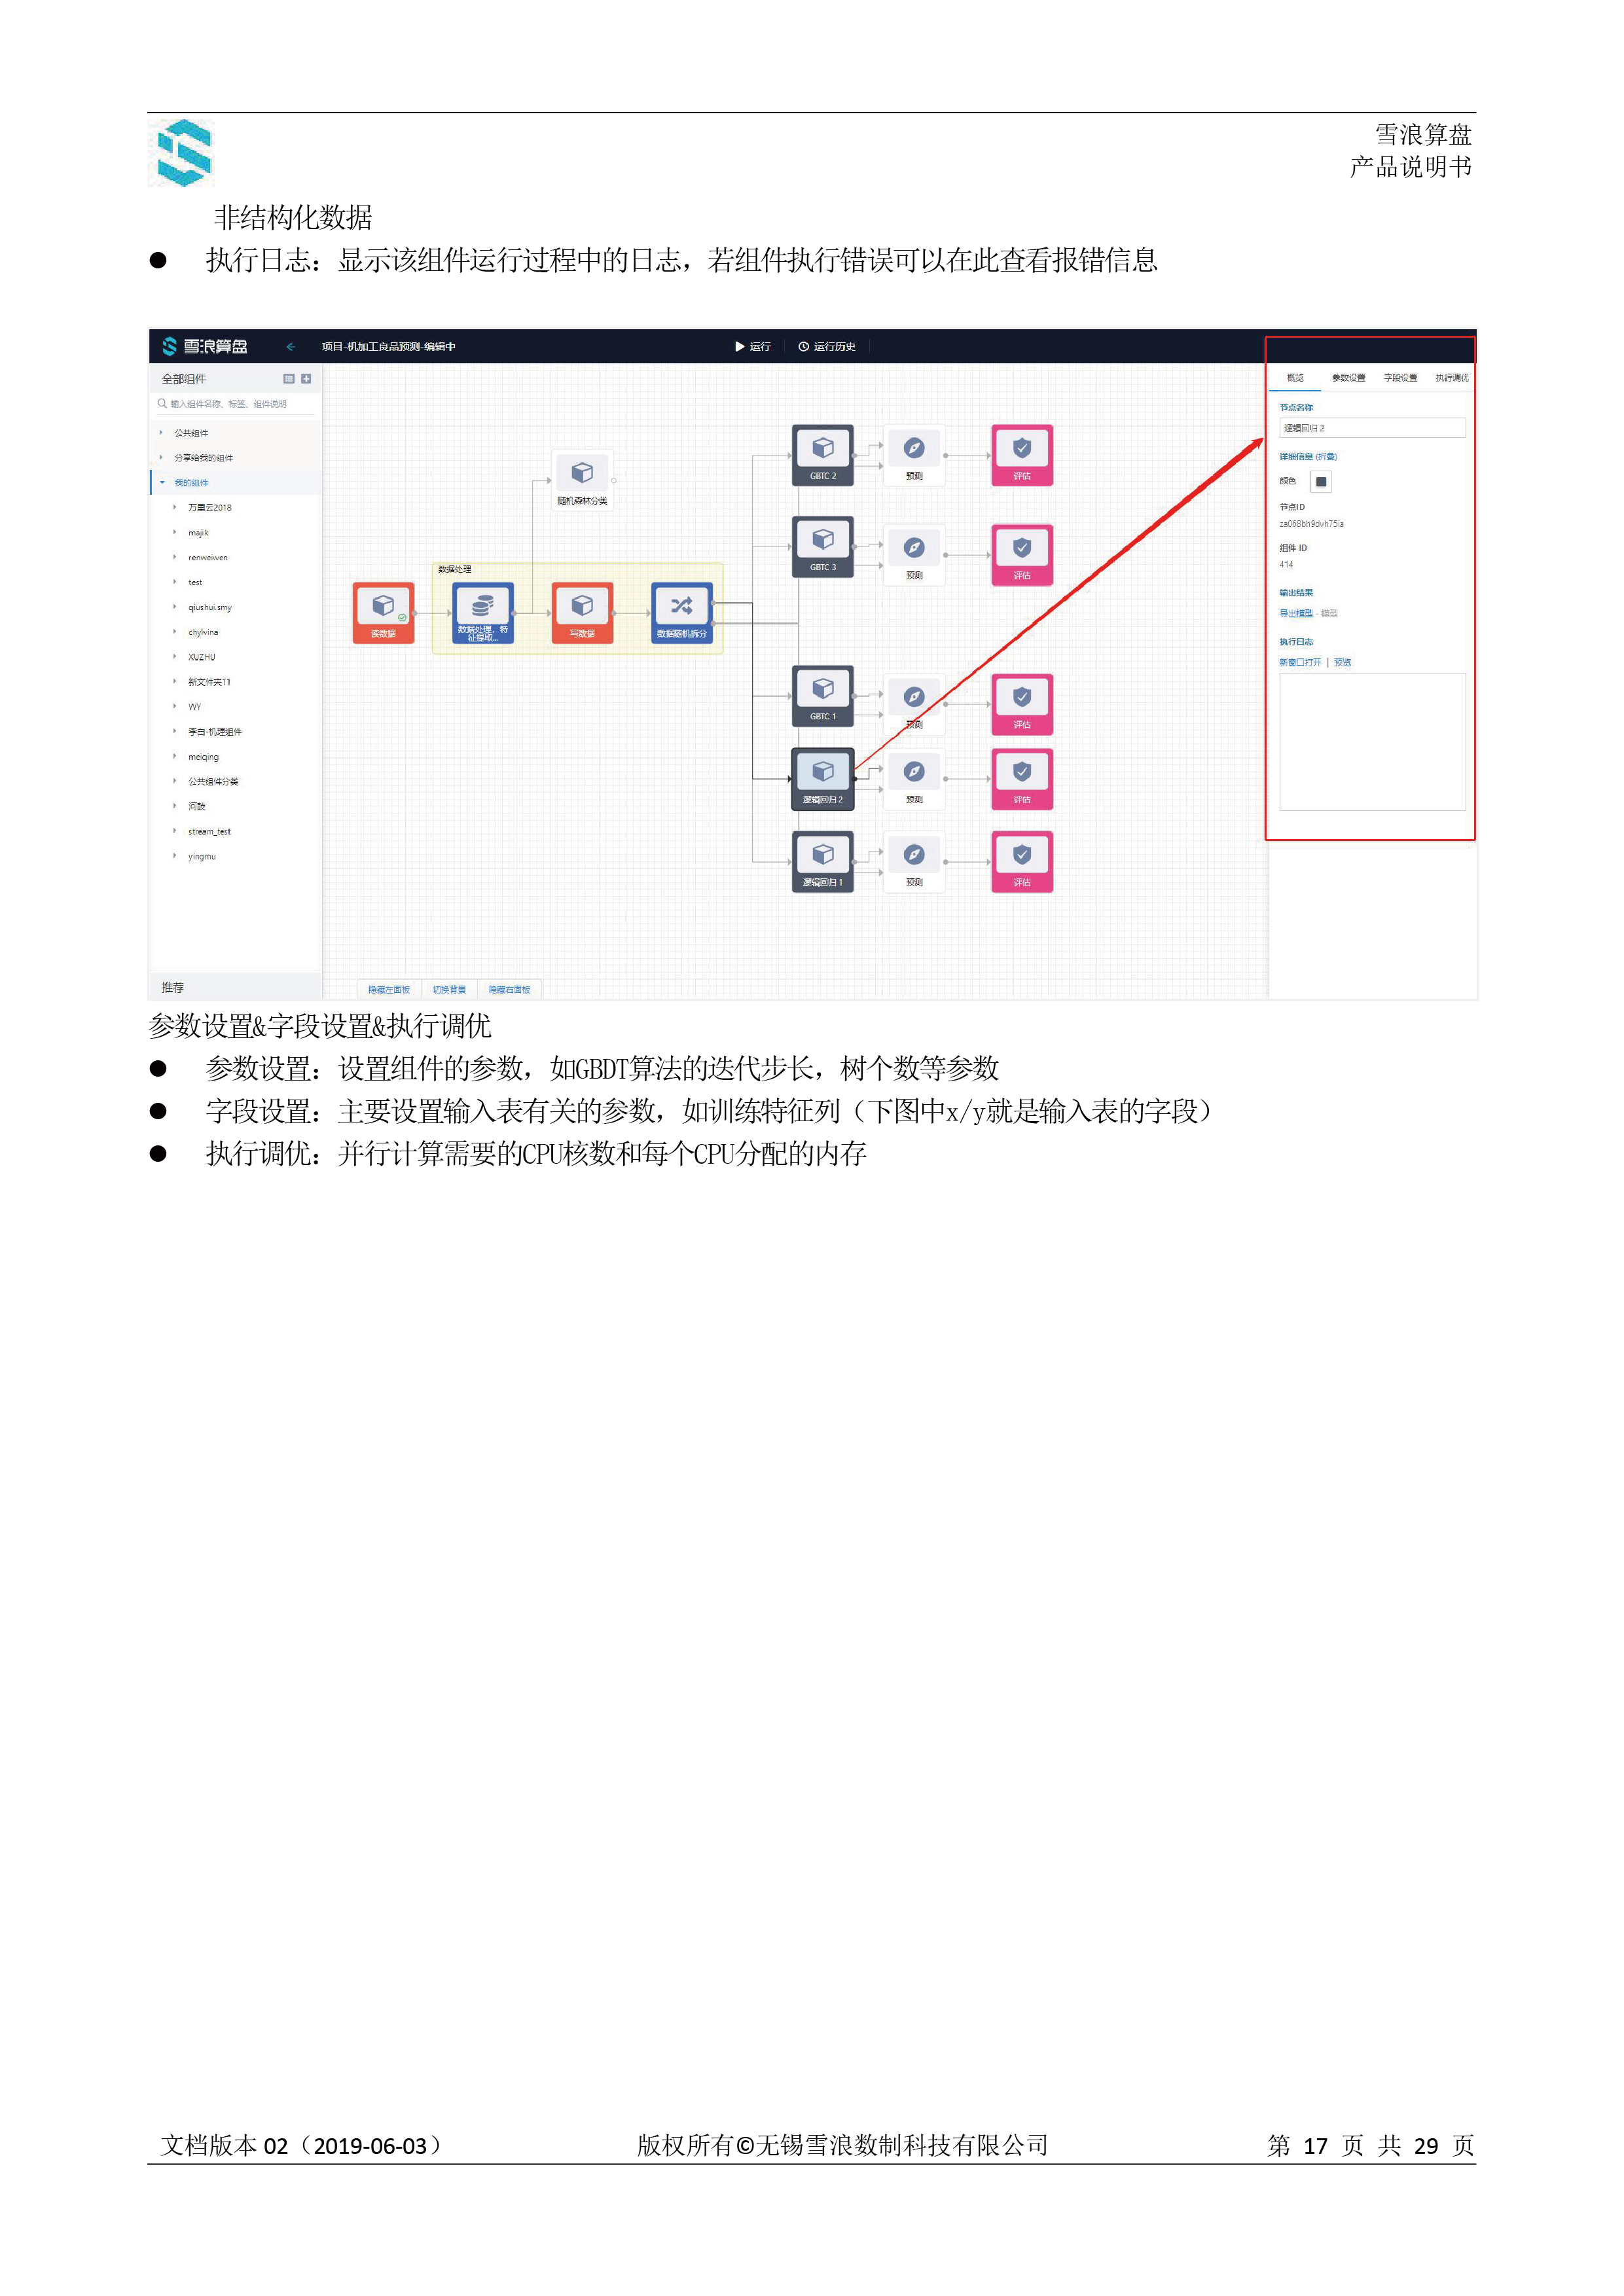 雪浪算盘
产品说明书
非结构化数据
● 执行日志：显示该组件运行过程中的日志，若组件执行错误可以在此查看报错信息
雪浪算盘 项目-机加工良品预测-编辑中 运行 运行历史
全部组件
输入组件名称、标签、组件说明
公共组件
分享给我的组件
我的组件
万里云2018
majik
renweiwen
test
qiushui.smy
chylvina
XUZHU
新文件夹11
WY
李白-机理组件
meiqing
公共组件分类
河数
stream_test
yingmu
推荐
随机森林分类
数据处理
读数据
数据处理，特
征提取...
写数据
数据随机拆分
GBTC 2 预测 评估
GBTC 3 预测 评估
GBTC 1 预测 评估
逻辑回归 2 预测 评估
逻辑回归 1 预测 评估
隐藏左面板 切换背景 隐藏右面板
概览 参数设置 字段设置 执行调优
节点名称
逻辑回归 2
详细信息 (折叠)
颜色
节点ID
za068bh9dvh75ia
组件 ID
414
输出结果
导出模型 - 模型
执行日志
新窗口打开 | 预览
参数设置&字段设置&执行调优
● 参数设置：设置组件的参数，如GBDT算法的迭代步长，树个数等参数
● 字段设置：主要设置输入表有关的参数，如训练特征列（下图中x/y就是输入表的字段）
● 执行调优：并行计算需要的CPU核数和每个CPU分配的内存
文档版本 02（2019-06-03） 版权所有©无锡雪浪数制科技有限公司 第 17 页 共 29 页